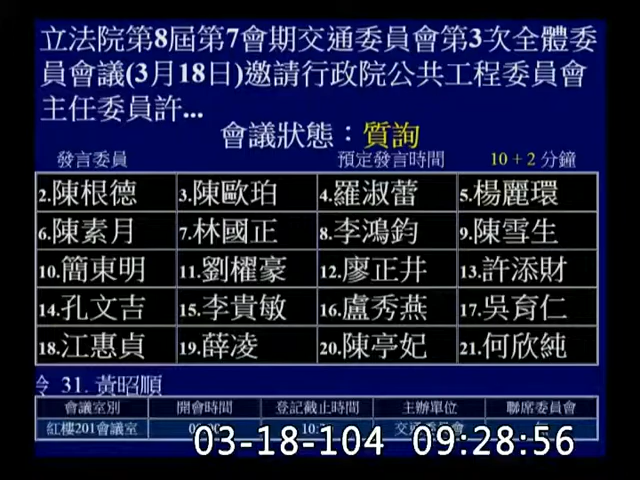 立法院第8屆第7會期交通委員會第3次全體委
員會議(3月18日)邀請行政院公共工程委員會
主任委員許...
會議狀態：質詢
發言委員 預定發言時間 10 + 2 分鐘
2.陳根德 3.陳歐珀 4.羅淑蕾 5.楊麗環
6.陳素月 7.林國正 8.李鴻鈞 9.陳雪生
10.簡東明 11.劉櫂豪 12.廖正井 13.許添財
14.孔文吉 15.李貴敏 16.盧秀燕 17.吳育仁
18.江惠貞 19.薛凌 20.陳亭妃 21.何欣純
31. 黃昭順
會議室別 開會時間 登記截止時間 主辦單位 聯席委員會
紅樓201會議室 交通委員會
03-18-104 09:28:56